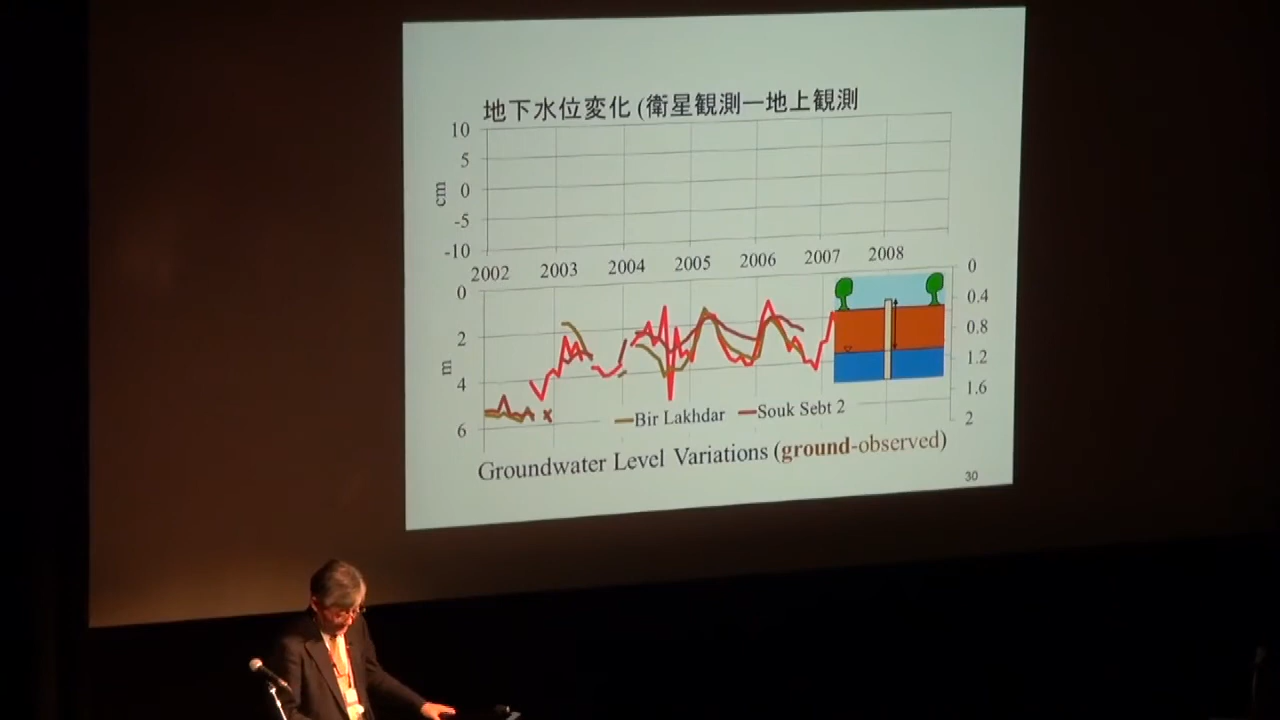 地下水位変化 (衛星観測ー地上観測
10
5
0
-5
-10
cm
2002 2003 2004 2005 2006 2007 2008
0
2
4
6
m
0
0.4
0.8
1.2
1.6
2
Bir Lakhdar Souk Sebt 2
Groundwater Level Variations (ground-observed)
30